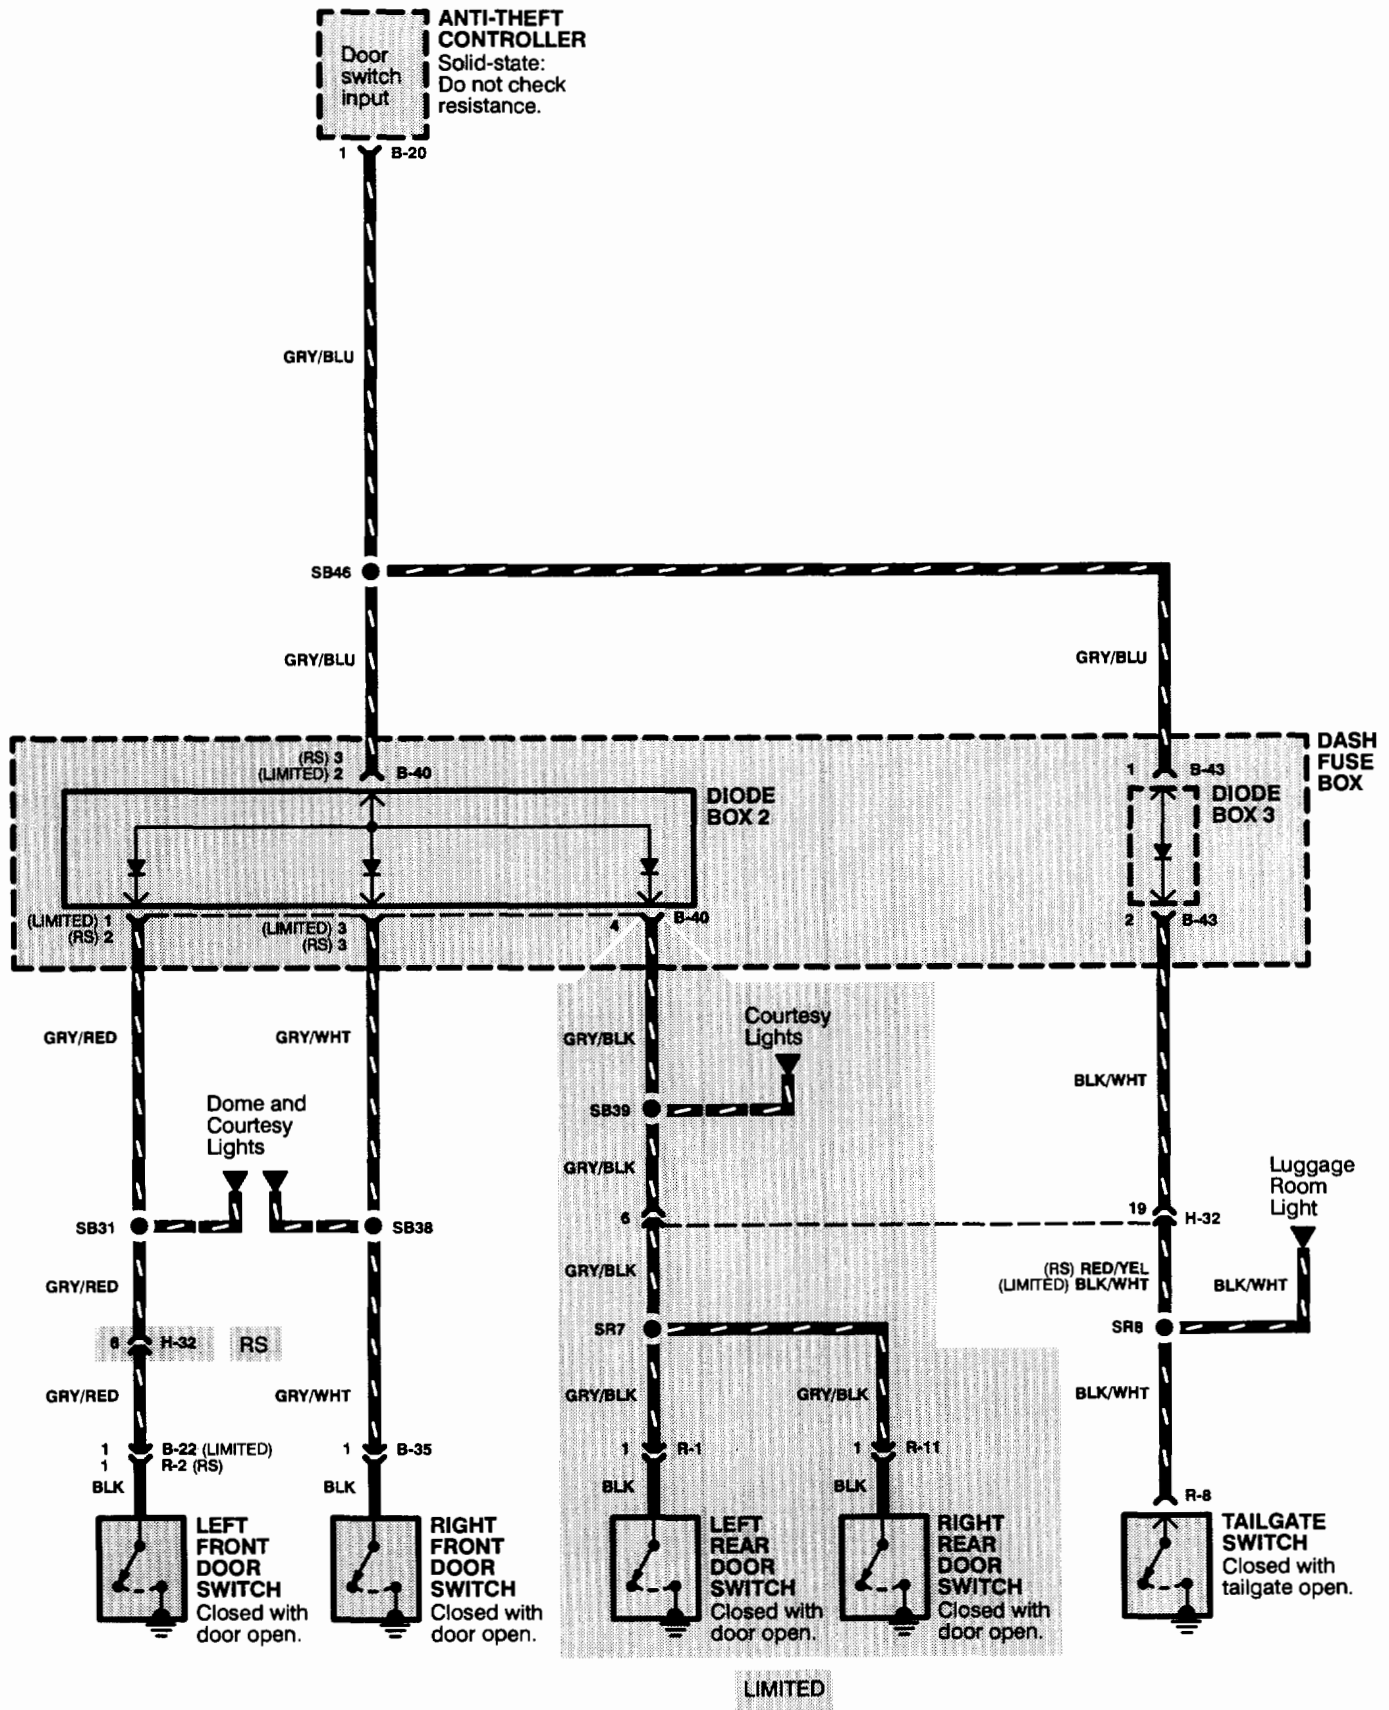 ANTI-THEFT
CONTROLLER
Solid-state:
Do not check
resistance.
Door
switch
input
1
B-20
GRY/BLU
SB46
GRY/BLU
GRY/BLU
DASH
FUSE
BOX
(RS) 3
(LIMITED) 2
B-40
1
B-43
DIODE
BOX 2
DIODE
BOX 3
(LIMITED) 1
(RS) 2
(LIMITED) 3
(RS) 3
4
B-40
2
B-43
GRY/RED
GRY/WHT
GRY/BLK
Courtesy
Lights
BLK/WHT
Dome and
Courtesy
Lights
SB39
GRY/BLK
Luggage
Room
Light
SB31
SB38
6
19
H-32
GRY/RED
GRY/BLK
(RS) RED/YEL
(LIMITED) BLK/WHT
BLK/WHT
6
H-32
RS
SR7
SR8
GRY/RED
GRY/WHT
GRY/BLK
GRY/BLK
BLK/WHT
1
B-22 (LIMITED)
1
R-2 (RS)
1
B-35
1
R-1
1
R-11
BLK
BLK
BLK
BLK
R-8
LEFT
FRONT
DOOR
SWITCH
Closed with
door open.
RIGHT
FRONT
DOOR
SWITCH
Closed with
door open.
LEFT
REAR
DOOR
SWITCH
Closed with
door open.
RIGHT
REAR
DOOR
SWITCH
Closed with
door open.
TAILGATE
SWITCH
Closed with
tailgate open.
LIMITED